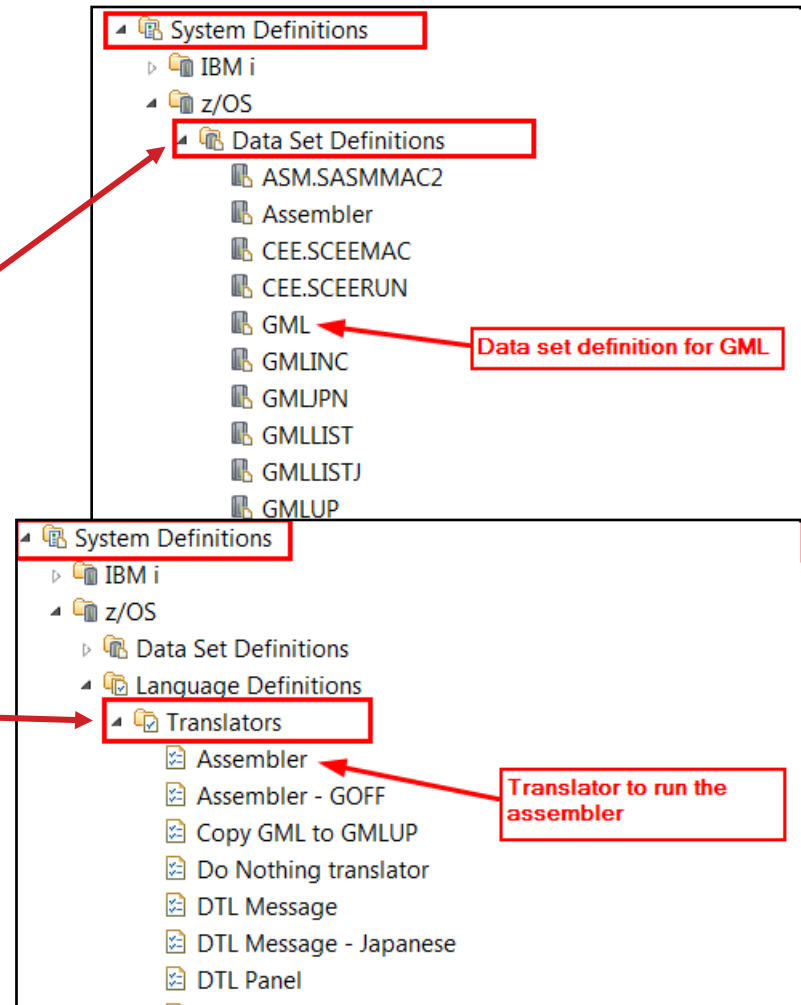 System Definitions
IBM i
z/OS
Data Set Definitions
ASM.SASMMAC2
Assembler
CEE.SCEEMAC
CEE.SCEERUN
GML
Data set definition for GML
GMLINC
GMLJPN
GMLLIST
GMLLISTJ
GMLUP
System Definitions
IBM i
z/OS
Data Set Definitions
Language Definitions
Translators
Assembler
Translator to run the
assembler
Assembler - GOFF
Copy GML to GMLUP
Do Nothing translator
DTL Message
DTL Message - Japanese
DTL Panel